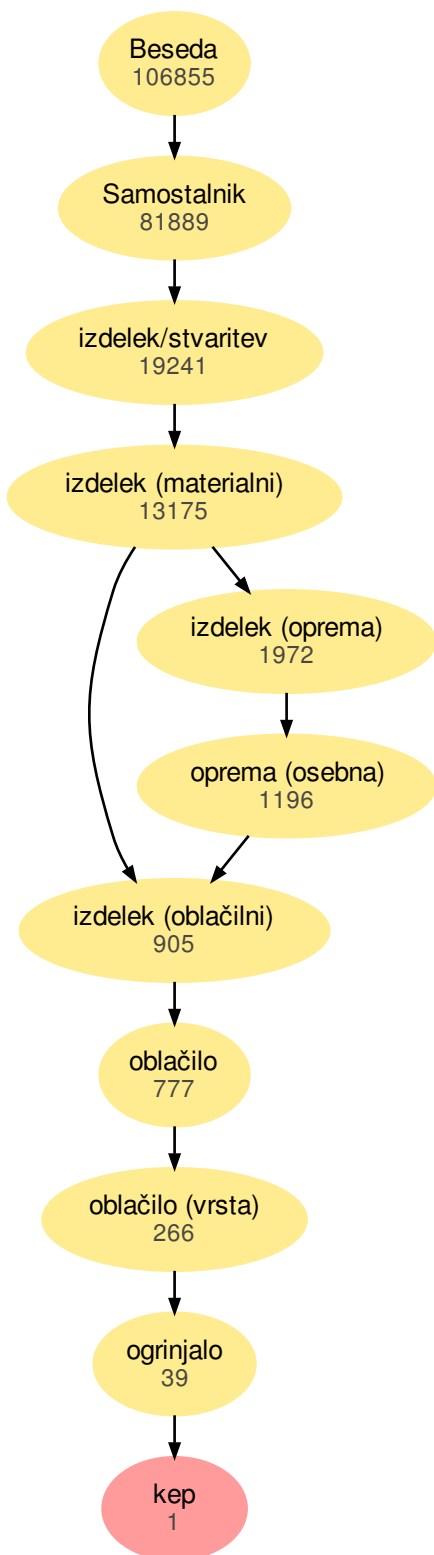 Beseda
106855
Samostalnik
81889
izdelek/stvaritev
19241
izdelek (materialni)
13175
izdelek (oprema)
1972
oprema (osebna)
1196
izdelek (oblačilni)
905
oblačilo
777
oblačilo (vrsta)
266
ogrinjalo
39
kep
1